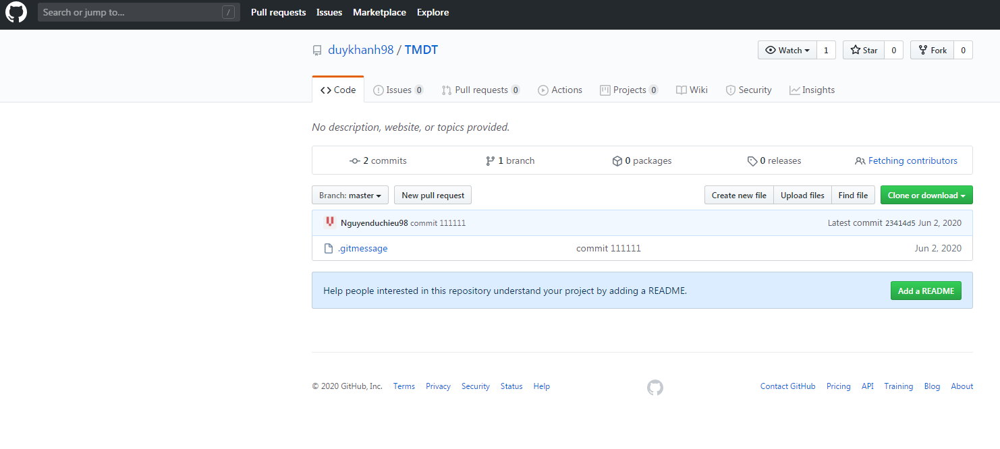 Search or jump to... /
Pull requests Issues Marketplace Explore
duykhanh98 / TMDT
Watch 1 Star 0 Fork 0
Code Issues 0 Pull requests 0 Actions Projects 0 Wiki Security Insights
No description, website, or topics provided.
2 commits 1 branch 0 packages 0 releases Fetching contributors
Branch: master New pull request Create new file Upload files Find file Clone or download
Nguyenduchieu98 commit 111111 Latest commit 23414d5 Jun 2, 2020
.gitmessage commit 111111 Jun 2, 2020
Help people interested in this repository understand your project by adding a README. Add a README
© 2020 GitHub, Inc. Terms Privacy Security Status Help Contact GitHub Pricing API Training Blog About